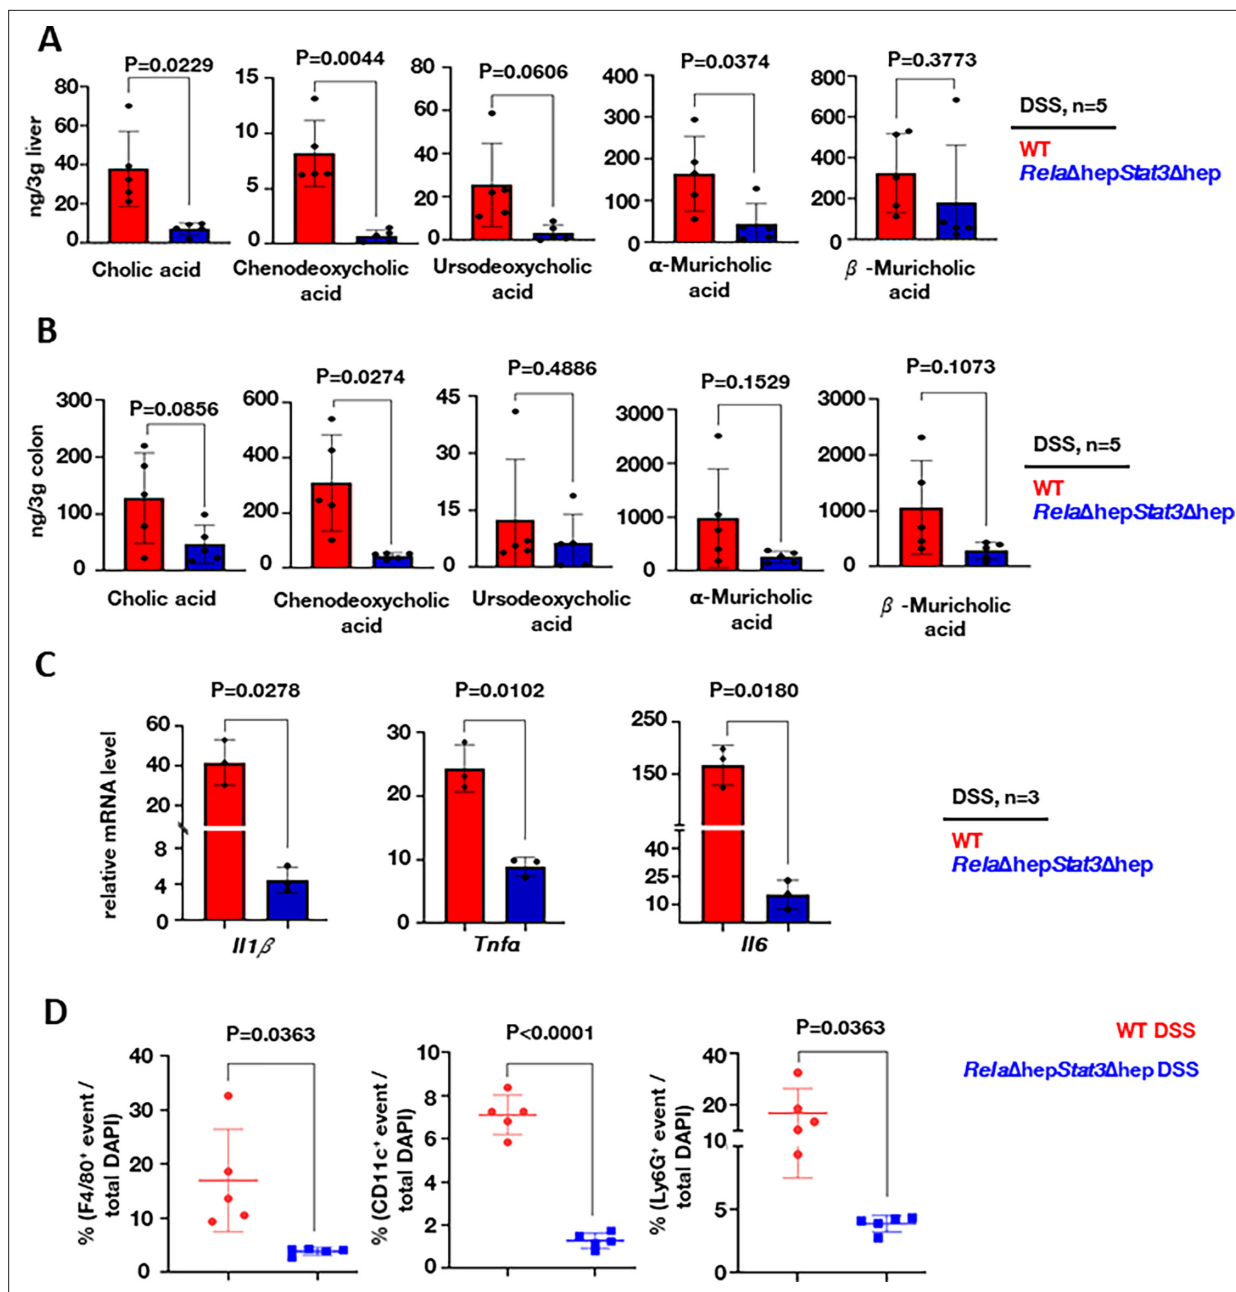 A
P=0.0229
P=0.0044
P=0.0606
P=0.0374
P=0.3773
ng/3g liver
80
60
40
20
0
15
10
5
0
80
60
40
20
0
400
300
200
100
0
800
600
400
200
0
Cholic acid
Chenodeoxycholic
acid
Ursodeoxycholic
acid
α-Muricholic
acid
β -Muricholic
acid
DSS, n=5
WT
RelaΔhepStat3Δhep
B
P=0.0856
P=0.0274
P=0.4886
P=0.1529
P=0.1073
ng/3g colon
300
200
100
0
600
400
200
0
45
30
15
0
3000
2000
1000
0
3000
2000
1000
0
Cholic acid
Chenodeoxycholic
acid
Ursodeoxycholic
acid
α-Muricholic
acid
β -Muricholic
acid
DSS, n=5
WT
RelaΔhepStat3Δhep
C
P=0.0278
P=0.0102
P=0.0180
relative mRNA level
60
40
20
8
4
0
30
20
10
0
250
150
40
25
10
Il1β
Tnfα
Il6
DSS, n=3
WT
RelaΔhepStat3Δhep
D
P=0.0363
P<0.0001
P=0.0363
% (F4/80⁺ event /
total DAPI)
40
30
20
10
0
% (CD11c⁺ event /
total DAPI)
10
8
6
4
2
0
% (Ly6G⁺ event /
total DAPI)
40
20
10
5
0
WT DSS
RelaΔhepStat3Δhep DSS